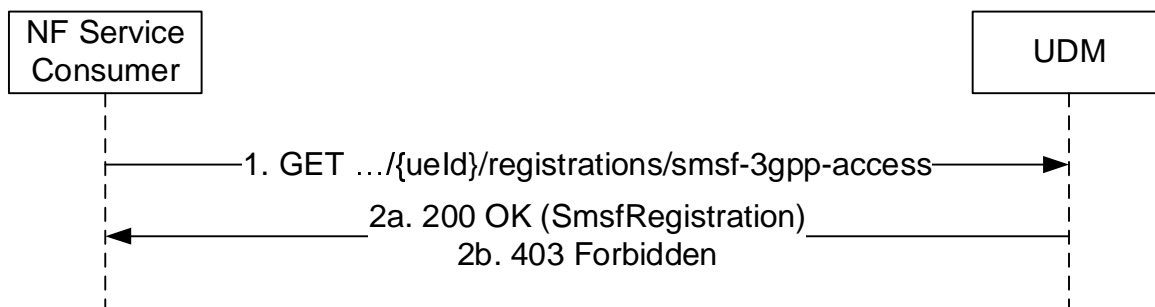 NF Service
Consumer
UDM
1. GET …/{ueId}/registrations/smsf-3gpp-access
2a. 200 OK (SmsfRegistration)
2b. 403 Forbidden